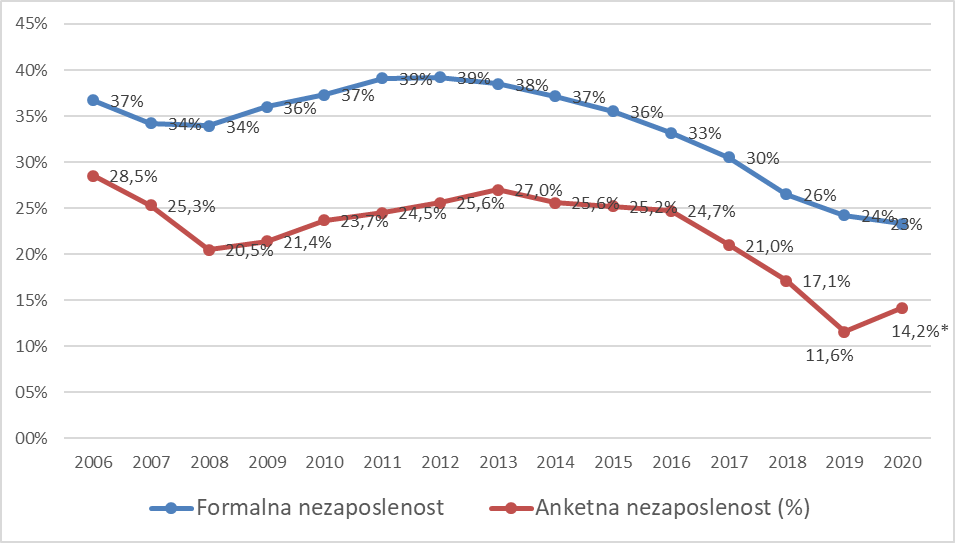 45%
40%
35%
30%
25%
20%
15%
10%
05%
00%
37% 34% 34% 36% 37% 39% 39% 38% 37% 36% 33% 30% 26% 24% 23%
28,5% 25,3% 20,5% 21,4% 23,7% 24,5% 25,6% 27,0% 25,6% 25,2% 24,7% 21,0% 17,1% 11,6% 14,2%*
2006 2007 2008 2009 2010 2011 2012 2013 2014 2015 2016 2017 2018 2019 2020
Formalna nezaposlenost Anketna nezaposlenost (%)